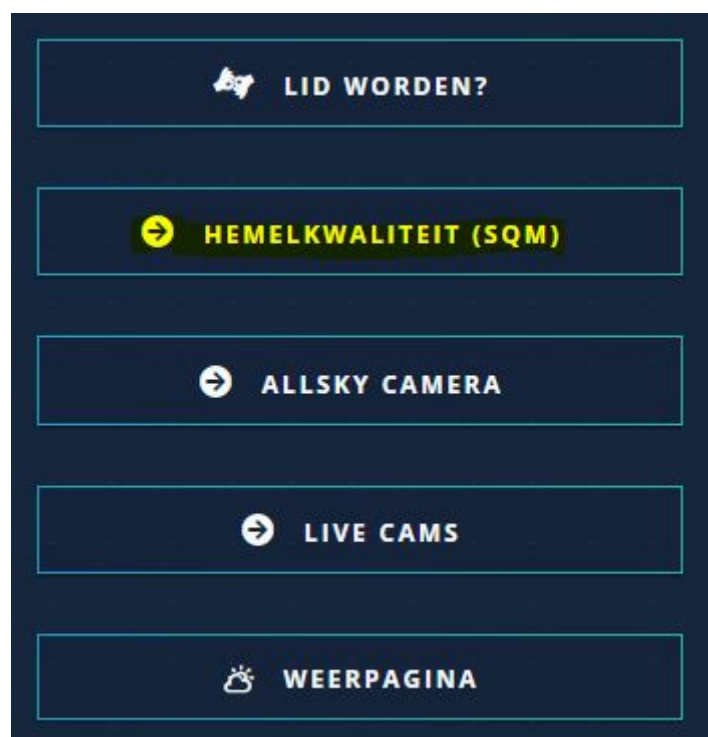 LID WORDEN?
HEMELKWALITEIT (SQM)
ALLSKY CAMERA
LIVE CAMS
WEERPAGINA